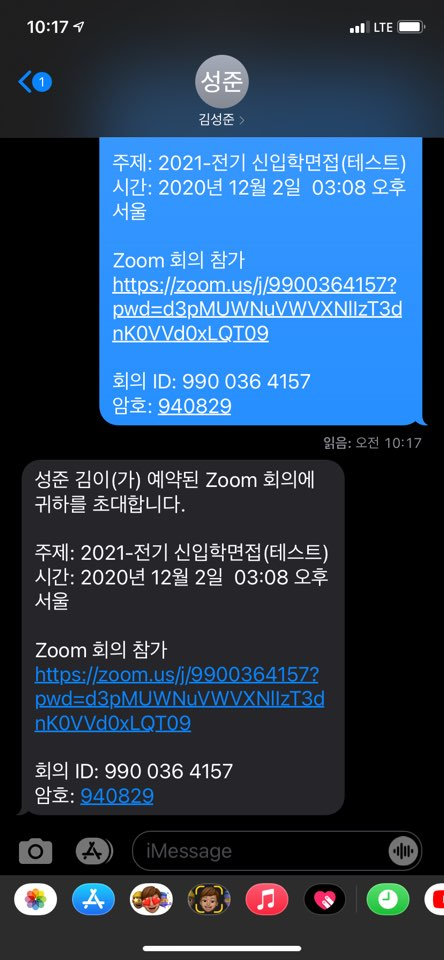 10:17
LTE
1
성준
김성준
주제: 2021-전기 신입학면접(테스트)
시간: 2020년 12월 2일  03:08 오후
서울
Zoom 회의 참가
https://zoom.us/j/9900364157?
pwd=d3pMUWNuVWVXNllzT3d
nK0VVd0xLQT09
회의 ID: 990 036 4157
암호: 940829
읽음: 오전 10:17
성준 김이(가) 예약된 Zoom 회의에
귀하를 초대합니다.
주제: 2021-전기 신입학면접(테스트)
시간: 2020년 12월 2일  03:08 오후
서울
Zoom 회의 참가
https://zoom.us/j/9900364157?
pwd=d3pMUWNuVWVXNllzT3d
nK0VVd0xLQT09
회의 ID: 990 036 4157
암호: 940829
iMessage